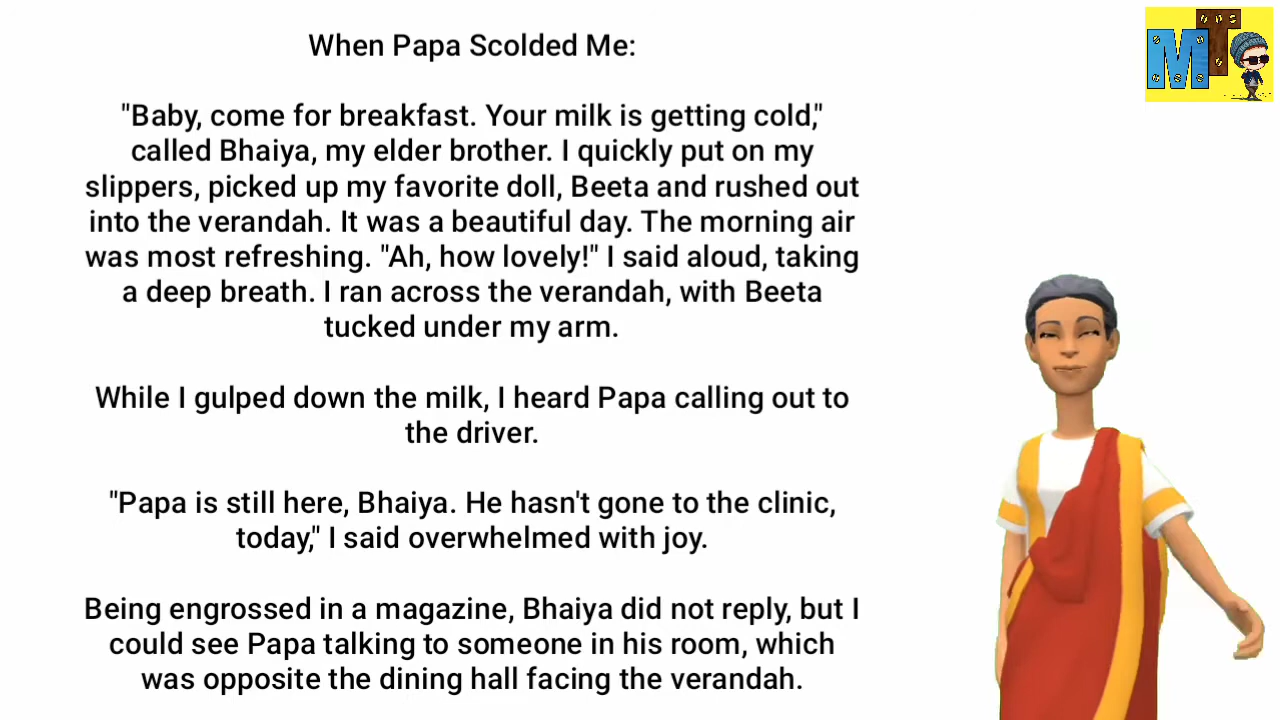 When Papa Scolded Me:
"Baby, come for breakfast. Your milk is getting cold,"
called Bhaiya, my elder brother. I quickly put on my
slippers, picked up my favorite doll, Beeta and rushed out
into the verandah. It was a beautiful day. The morning air
was most refreshing. "Ah, how lovely!" I said aloud, taking
a deep breath. I ran across the verandah, with Beeta
tucked under my arm.
While I gulped down the milk, I heard Papa calling out to
the driver.
"Papa is still here, Bhaiya. He hasn't gone to the clinic,
today," I said overwhelmed with joy.
Being engrossed in a magazine, Bhaiya did not reply, but I
could see Papa talking to someone in his room, which
was opposite the dining hall facing the verandah.
MT